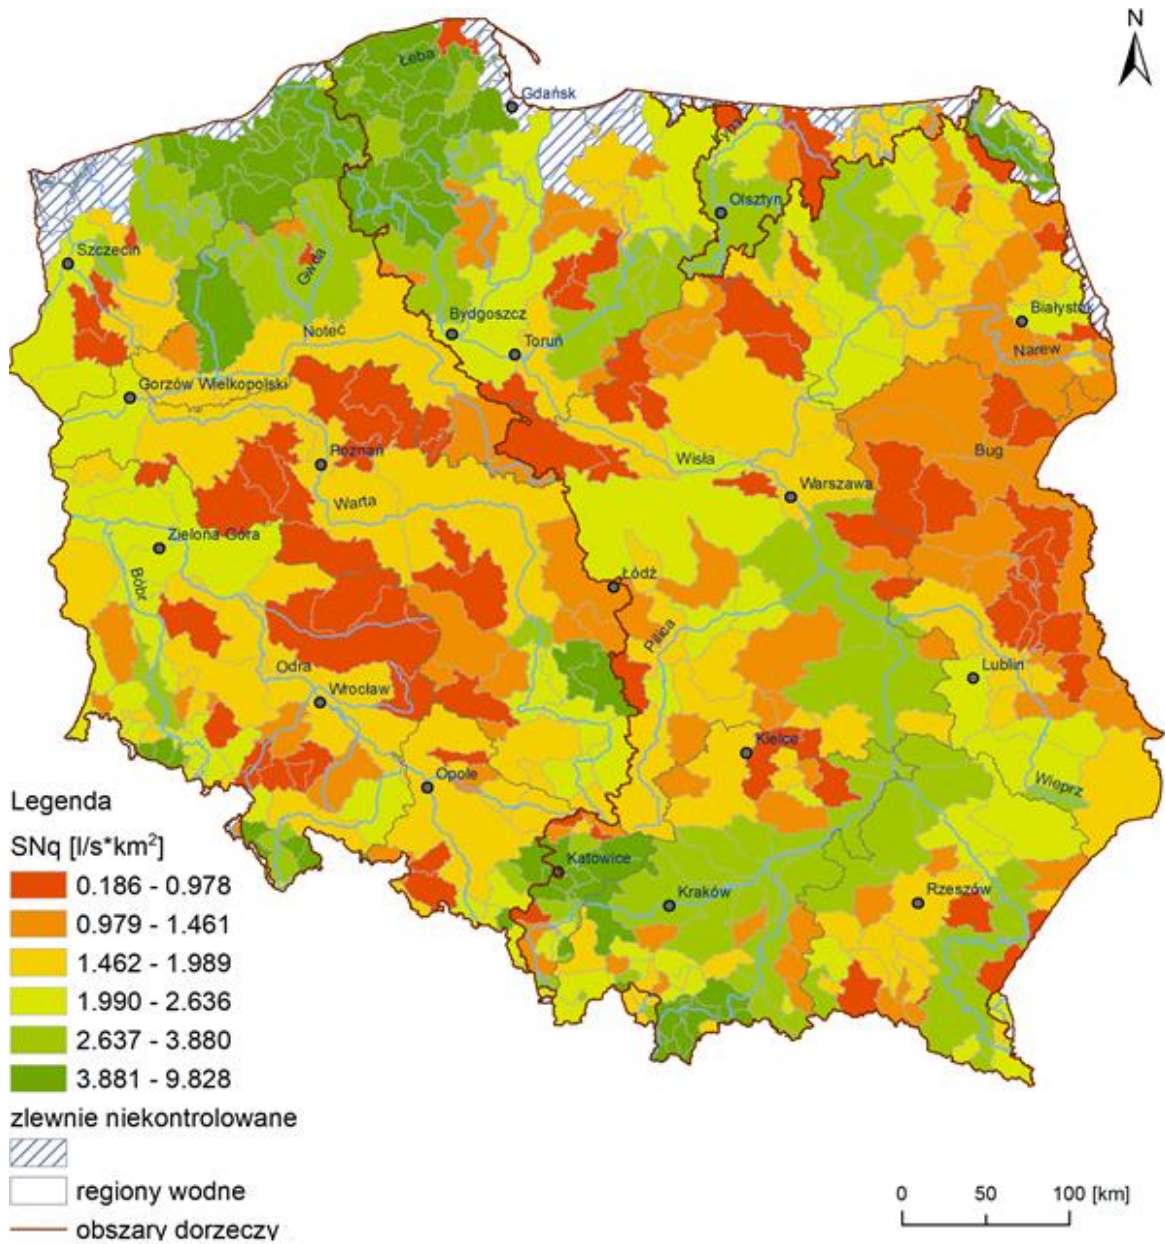 N
Łeba
Gdańsk
Olsztyn
Szczecin
Gwda
Białystok
Bydgoszcz
Noteć
Toruń
Narew
Gorzów Wielkopolski
Bug
Poznań
Wisła
Warszawa
Warta
Zielona Góra
Bóbr
Łódź
Pilica
Odra
Lublin
Wrocław
Kielce
Opole
Wieprz
Katowice
Kraków
Rzeszów
Legenda
SNq [l/s*km²]
0.186 - 0.978
0.979 - 1.461
1.462 - 1.989
1.990 - 2.636
2.637 - 3.880
3.881 - 9.828
zlewnie niekontrolowane
regiony wodne
obszary dorzeczy
0 50 100 [km]